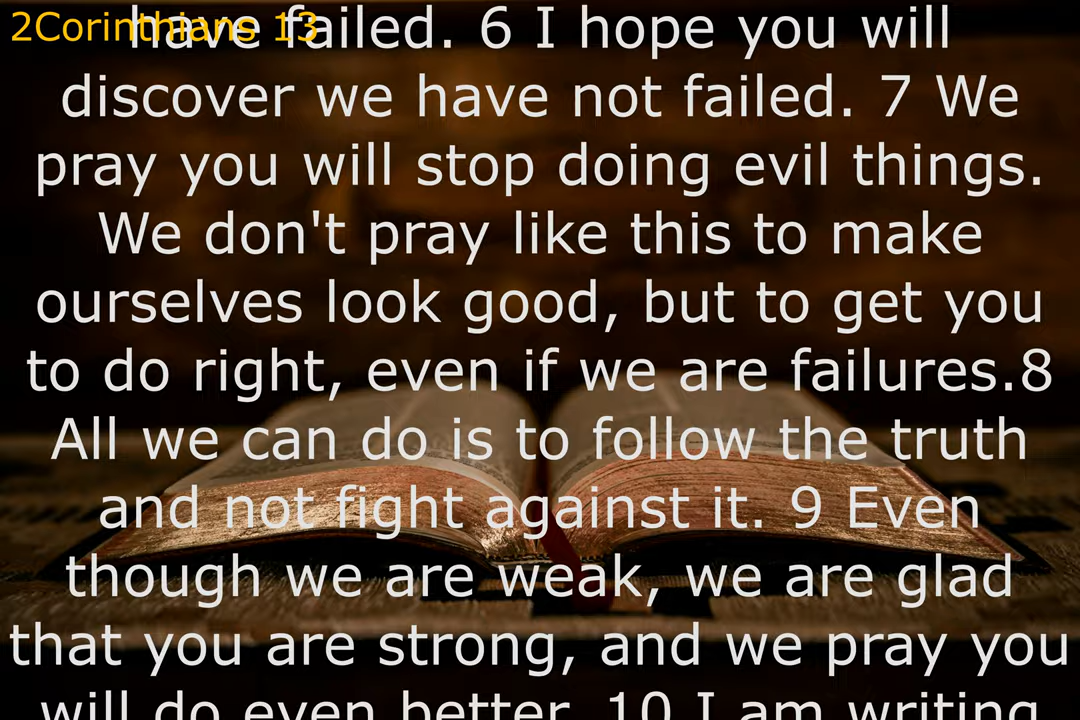 2Corinthians 13
have failed. 6 I hope you will
discover we have not failed. 7 We
pray you will stop doing evil things.
We don't pray like this to make
ourselves look good, but to get you
to do right, even if we are failures.8
All we can do is to follow the truth
and not fight against it. 9 Even
though we are weak, we are glad
that you are strong, and we pray you
will do even better. 10 I am writing